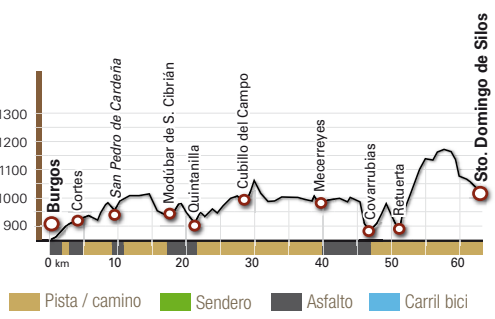 1300
1200
1100
1000
900
Burgos
Cortes
San Pedro de Cardeña
Modúbar de S. Cibrián
Quintanilla
Cubillo del Campo
Mecerreyes
Covarrubias
Retuerta
Sto. Domingo de Silos
0 km 10 20 30 40 50 60
Pista / camino Sendero Asfalto Carril bici